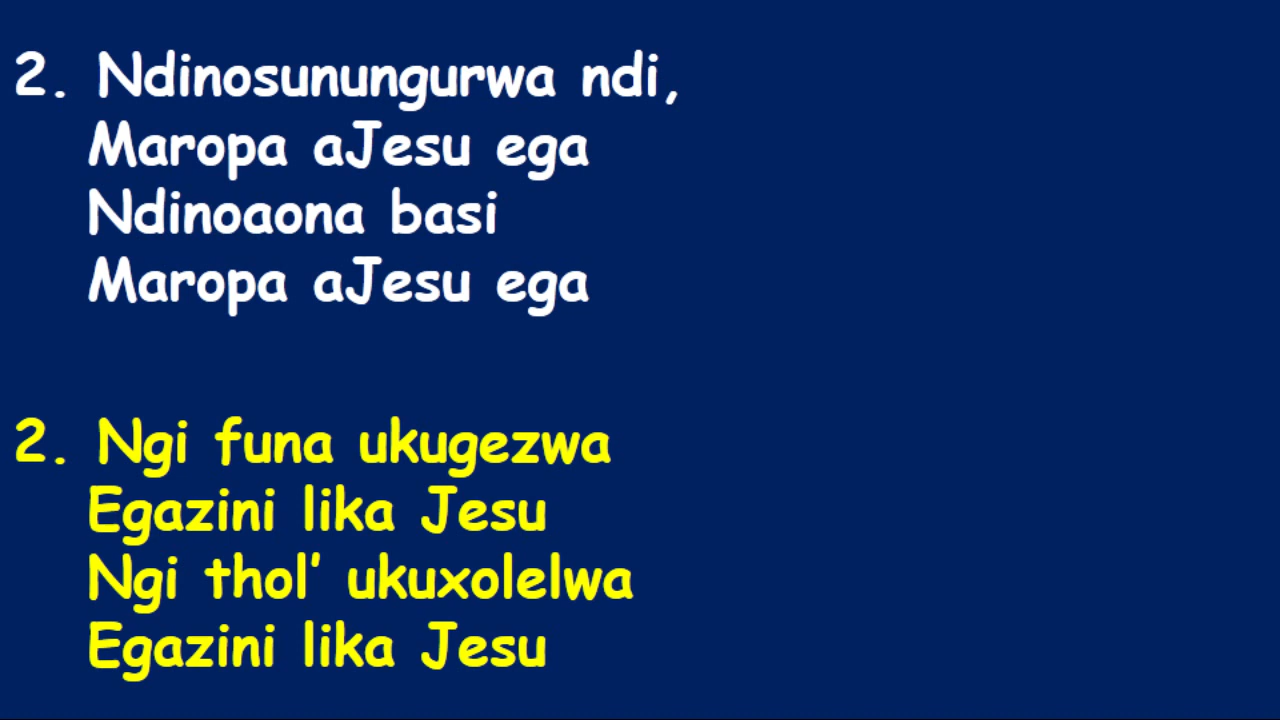 2. Ndinosunungurwa ndi,
Maropa aJesu ega
Ndinoaona basi
Maropa aJesu ega
2. Ngi funa ukugezwa
Egazini lika Jesu
Ngi thol’ ukuxolelwa
Egazini lika Jesu